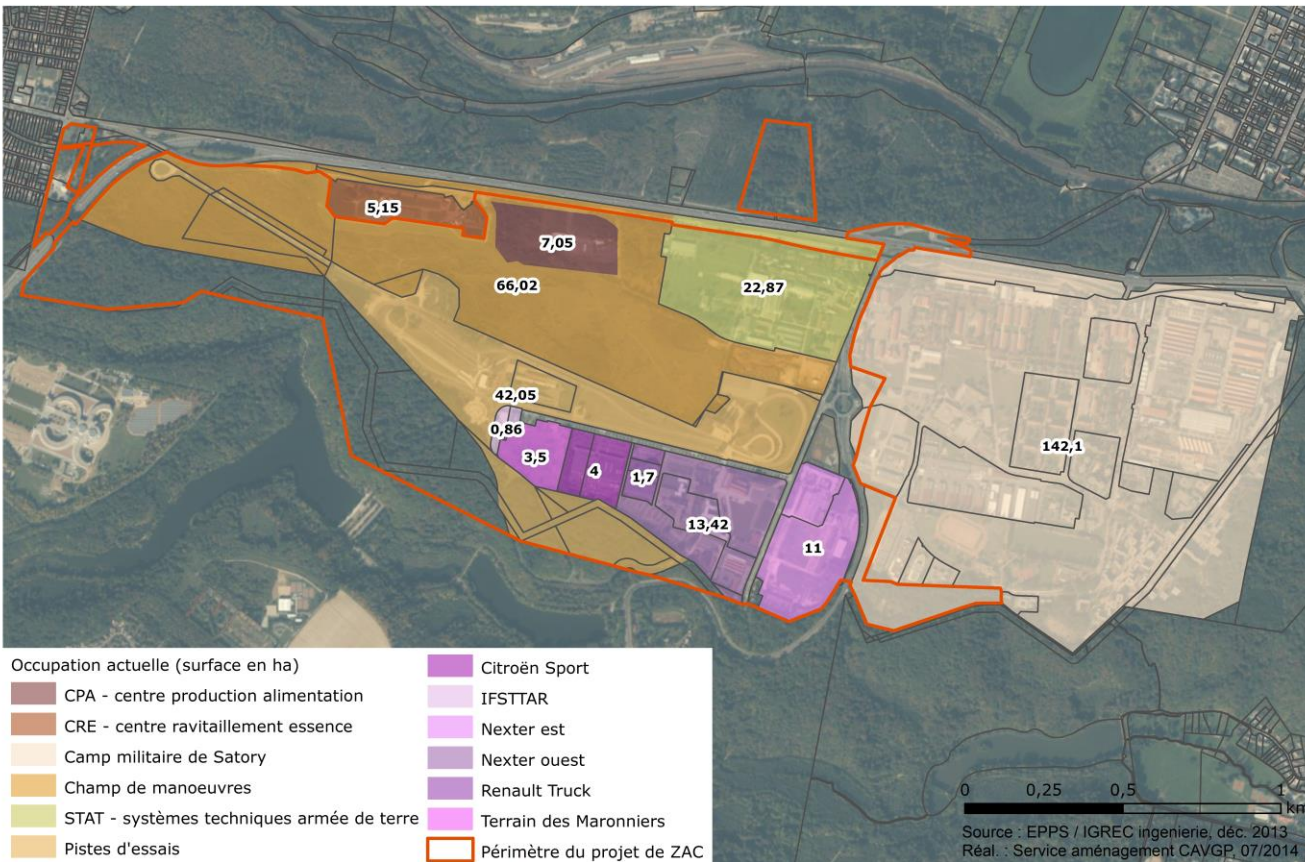 5,15
7,05
66,02
22,87
42,05
0,86
3,5
4
1,7
13,42
11
142,1
Occupation actuelle (surface en ha)
CPA - centre production alimentation
CRE - centre ravitaillement essence
Camp militaire de Satory
Champ de manoeuvres
STAT - systèmes techniques armée de terre
Pistes d'essais
Citroën Sport
IFSTTAR
Nexter est
Nexter ouest
Renault Truck
Terrain des Maronniers
Périmètre du projet de ZAC
0 0,25 0,5 1
km
Source : EPPS / IGREC ingenierie, déc. 2013
Réal. : Service aménagement CAVGP, 07/2014